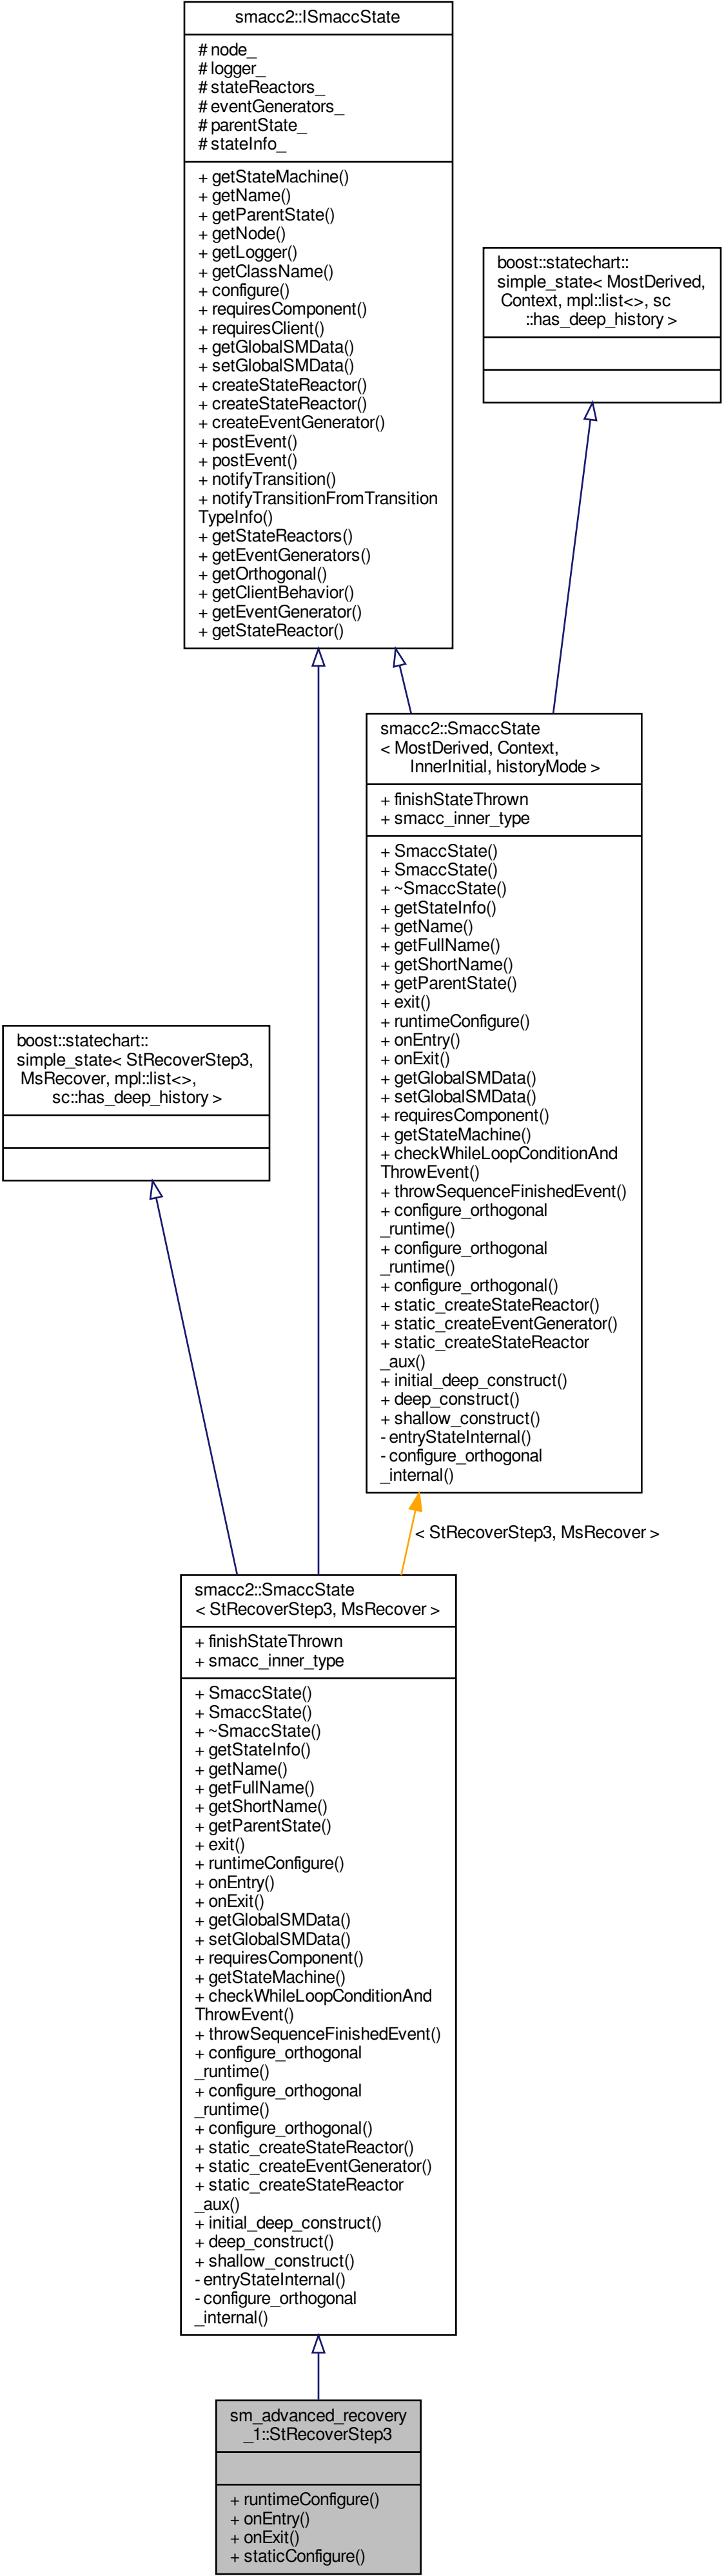 smacc2::ISmaccState
# node_
# logger_
# stateReactors_
# eventGenerators_
# parentState_
# stateInfo_
+ getStateMachine()
+ getName()
+ getParentState()
+ getNode()
+ getLogger()
+ getClassName()
+ configure()
+ requiresComponent()
+ requiresClient()
+ getGlobalSMData()
+ setGlobalSMData()
+ createStateReactor()
+ createStateReactor()
+ createEventGenerator()
+ postEvent()
+ postEvent()
+ notifyTransition()
+ notifyTransitionFromTransition
TypeInfo()
+ getStateReactors()
+ getEventGenerators()
+ getOrthogonal()
+ getClientBehavior()
+ getEventGenerator()
+ getStateReactor()
boost::statechart::
simple_state< MostDerived,
Context, mpl::list<>, sc
::has_deep_history >
smacc2::SmaccState
< MostDerived, Context,
InnerInitial, historyMode >
+ finishStateThrown
+ smacc_inner_type
+ SmaccState()
+ SmaccState()
+ ~SmaccState()
+ getStateInfo()
+ getName()
+ getFullName()
+ getShortName()
+ getParentState()
+ exit()
+ runtimeConfigure()
+ onEntry()
+ onExit()
+ getGlobalSMData()
+ setGlobalSMData()
+ requiresComponent()
+ getStateMachine()
+ checkWhileLoopConditionAnd
ThrowEvent()
+ throwSequenceFinishedEvent()
+ configure_orthogonal
_runtime()
+ configure_orthogonal
_runtime()
+ configure_orthogonal()
+ static_createStateReactor()
+ static_createEventGenerator()
+ static_createStateReactor
_aux()
+ initial_deep_construct()
+ deep_construct()
+ shallow_construct()
- entryStateInternal()
- configure_orthogonal
_internal()
boost::statechart::
simple_state< StRecoverStep3,
MsRecover, mpl::list<>,
sc::has_deep_history >
< StRecoverStep3, MsRecover >
smacc2::SmaccState
< StRecoverStep3, MsRecover >
+ finishStateThrown
+ smacc_inner_type
+ SmaccState()
+ SmaccState()
+ ~SmaccState()
+ getStateInfo()
+ getName()
+ getFullName()
+ getShortName()
+ getParentState()
+ exit()
+ runtimeConfigure()
+ onEntry()
+ onExit()
+ getGlobalSMData()
+ setGlobalSMData()
+ requiresComponent()
+ getStateMachine()
+ checkWhileLoopConditionAnd
ThrowEvent()
+ throwSequenceFinishedEvent()
+ configure_orthogonal
_runtime()
+ configure_orthogonal
_runtime()
+ configure_orthogonal()
+ static_createStateReactor()
+ static_createEventGenerator()
+ static_createStateReactor
_aux()
+ initial_deep_construct()
+ deep_construct()
+ shallow_construct()
- entryStateInternal()
- configure_orthogonal
_internal()
sm_advanced_recovery
_1::StRecoverStep3
+ runtimeConfigure()
+ onEntry()
+ onExit()
+ staticConfigure()